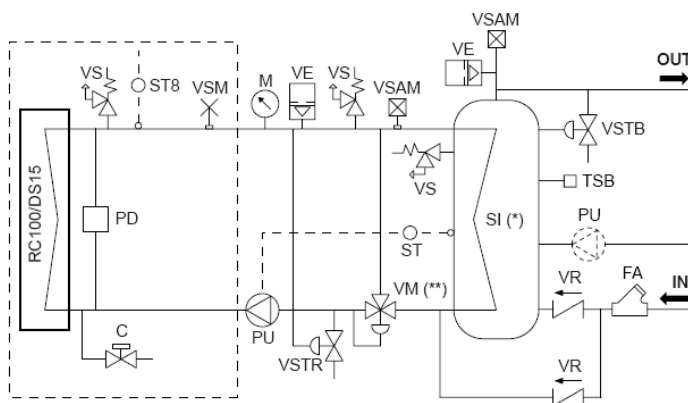 VSAM
VE
OUT
VS
ST8
VSM
M
VE
VS
VSAM
VSTB
VS
TSB
RC100/DS15
PD
SI (*)
PU
ST
VM (**)
VR
FA
IN
C
PU
VSTR
VR